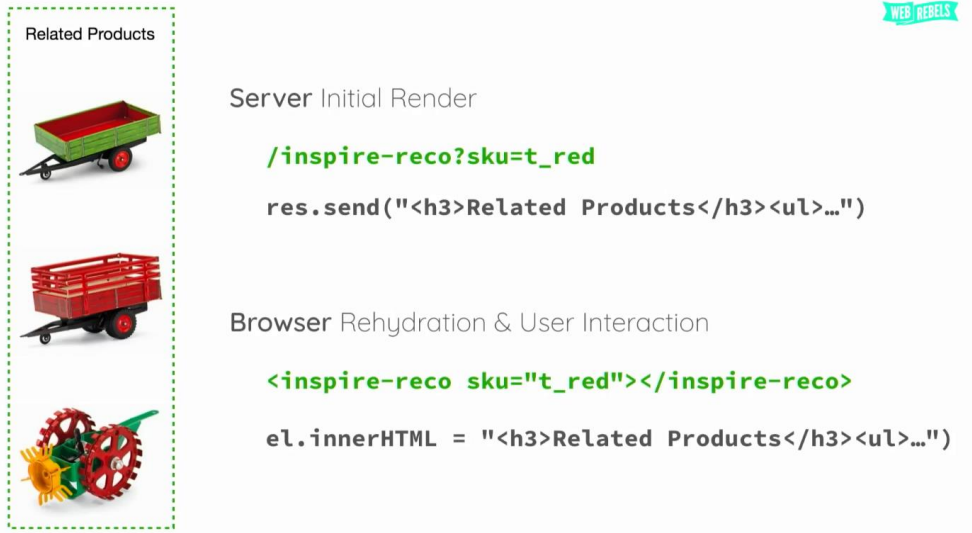 Related Products
WEB REBELS
Server Initial Render
/inspire-reco?sku=t_red
res.send("<h3>Related Products</h3><ul>…")
Browser Rehydration & User Interaction
<inspire-reco sku="t_red"></inspire-reco>
el.innerHTML = "<h3>Related Products</h3><ul>…")